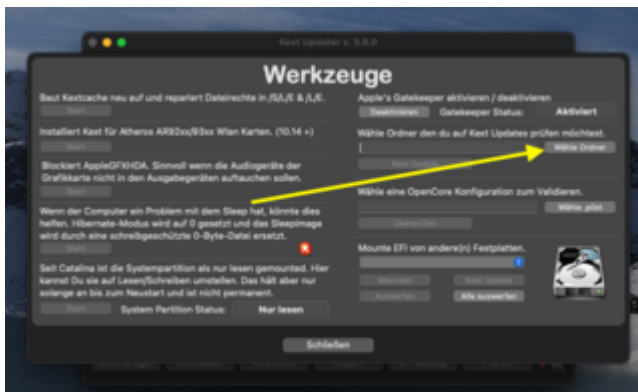 Kext Updater v. 3.8.0
Werkzeuge
Baut Kextcache neu auf und repariert Dateirechte in /S/L/E & /L/E.
Start
Installiert Kext für Atheros AR92xx/93xx Wlan Karten. (10.14 +)
Start
Blockiert AppleGFXHDA. Sinnvoll wenn die Audiogeräte der
Grafikkarte nicht in den Ausgabegeräten auftauchen sollen.
Start
Wenn der Computer ein Problem mit dem Sleep hat, könnte dies
helfen. Hibernate-Modus wird auf 0 gesetzt und das Sleepimage
wird durch eine schreibgeschützte 0-Byte-Datei ersetzt.
Start
Seit Catalina ist die Systempartition als nur lesen gemounted. Hier
kannst Du sie auf Lesen/Schreiben umstellen. Das hält aber nur
solange an bis zum Neustart und ist nicht permanent.
Start
System Partition Status:
Nur lesen
Apple's Gatekeeper aktivieren / deaktivieren
Deaktivieren
Gatekeeper Status:
Aktiviert
Wähle Ordner den du auf Kext Updates prüfen möchtest.
Wähle Ordner
Kext Update
Wähle eine OpenCore Konfiguration zum Validieren.
Wähle .plist
Überprüfen
Mounte EFI von andere(n) Festplatten.
Mounten
Kext Update
Auswerfen
Alle auswerfen
Schließen